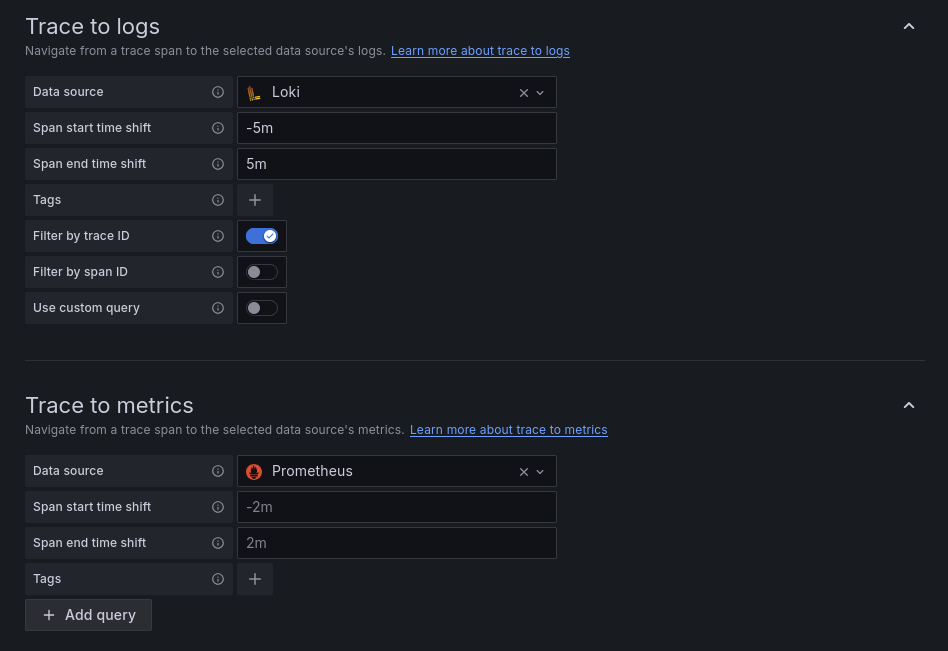 Trace to logs
Navigate from a trace span to the selected data source's logs. Learn more about trace to logs
Data source Loki
Span start time shift -5m
Span end time shift 5m
Tags
Filter by trace ID
Filter by span ID
Use custom query
Trace to metrics
Navigate from a trace span to the selected data source's metrics. Learn more about trace to metrics
Data source Prometheus
Span start time shift -2m
Span end time shift 2m
Tags
+ Add query